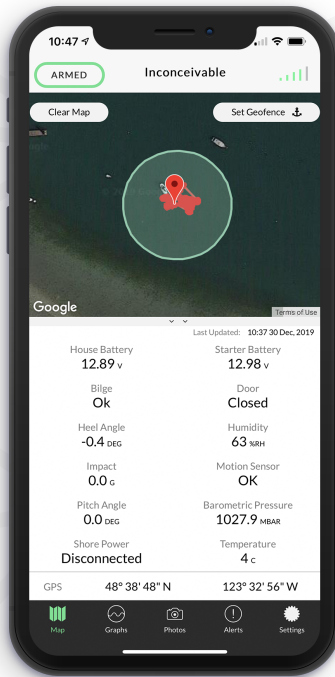 10:47
ARMED
Inconceivable
Clear Map
Set Geofence
Google
Terms of Use
Last Updated: 10:37 30 Dec, 2019
House Battery
Starter Battery
12.89 V
12.98 V
Bilge
Door
Ok
Closed
Heel Angle
Humidity
-0.4 DEG
63 %RH
Impact
Motion Sensor
0.0 G
OK
Pitch Angle
Barometric Pressure
0.0 DEG
1027.9 MBAR
Shore Power
Temperature
Disconnected
4 C
GPS 48° 38' 48" N 123° 32' 56" W
Map Graphs Photos Alerts Settings